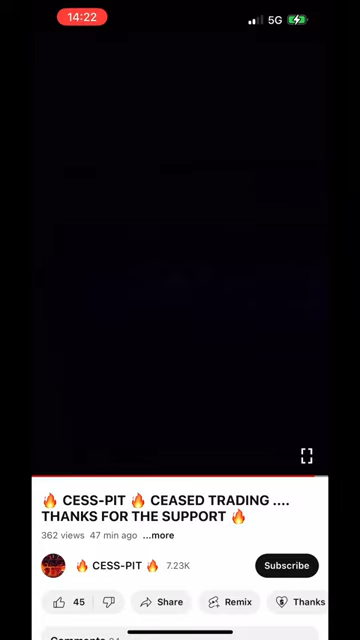 14:22
5G
🔥 CESS-PIT 🔥 CEASED TRADING ....
THANKS FOR THE SUPPORT 🔥
362 views 47 min ago ...more
🔥 CESS-PIT 🔥 7.23K
Subscribe
45 Share Remix Thanks
Comments